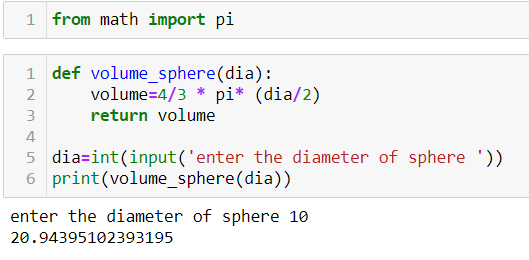 1 from math import pi
1 def volume_sphere(dia):
2     volume=4/3 * pi* (dia/2)
3     return volume
4
5 dia=int(input('enter the diameter of sphere '))
6 print(volume_sphere(dia))
enter the diameter of sphere 10
20.94395102393195